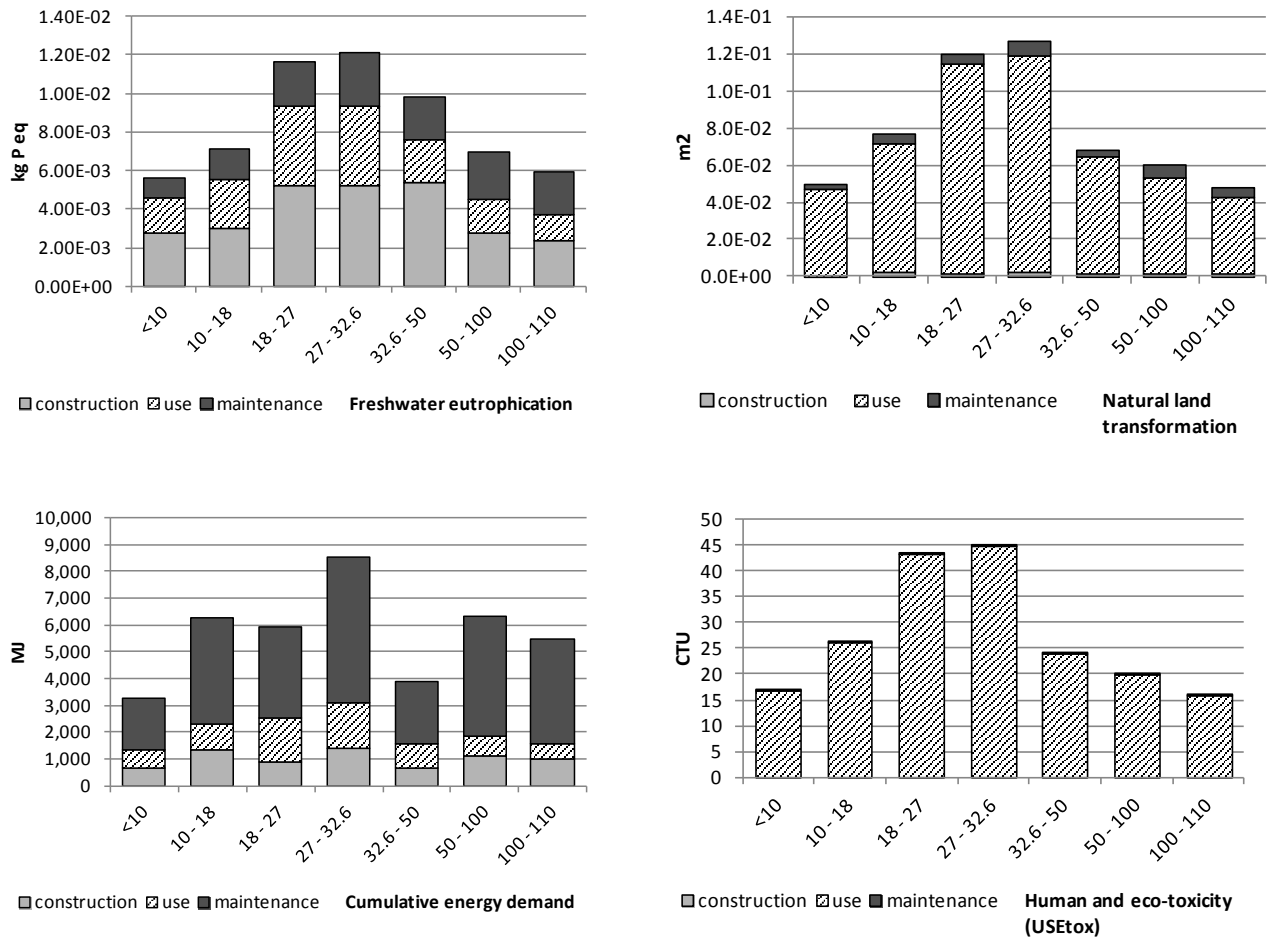 1.40E-02
1.20E-02
1.00E-02
8.00E-03
6.00E-03
4.00E-03
2.00E-03
0.00E+00
kg P eq
<10
10 - 18
18 - 27
27 - 32.6
32.6 - 50
50 - 100
100 - 110
construction use maintenance Freshwater eutrophication
1.4E-01
1.2E-01
1.0E-01
8.0E-02
6.0E-02
4.0E-02
2.0E-02
0.0E+00
m2
<10
10 - 18
18 - 27
27 - 32.6
32.6 - 50
50 - 100
100 - 110
construction use maintenance Natural land
transformation
10,000
9,000
8,000
7,000
6,000
5,000
4,000
3,000
2,000
1,000
0
MJ
<10
10 - 18
18 - 27
27 - 32.6
32.6 - 50
50 - 100
100 - 110
construction use maintenance Cumulative energy demand
50
45
40
35
30
25
20
15
10
5
0
CTU
<10
10 - 18
18 - 27
27 - 32.6
32.6 - 50
50 - 100
100 - 110
construction use maintenance Human and eco-toxicity
(USEtox)